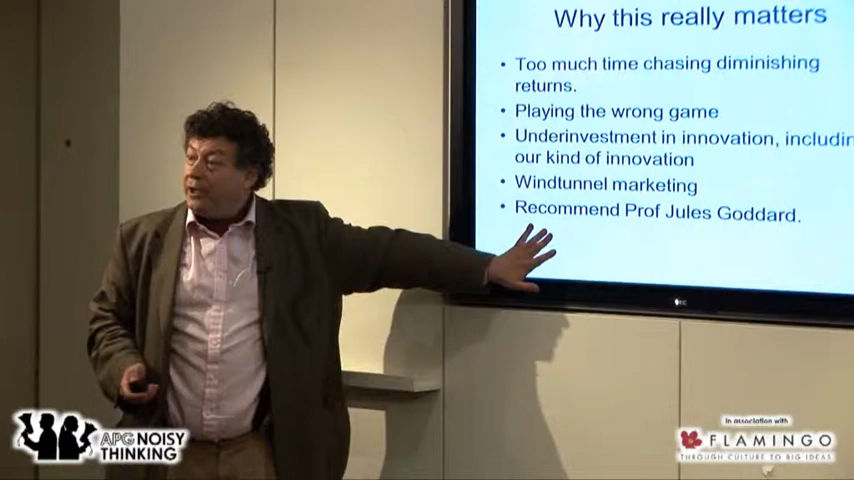 Why this really matters
• Too much time chasing diminishing
returns.
• Playing the wrong game
• Underinvestment in innovation, includin
our kind of innovation
• Windtunnel marketing
• Recommend Prof Jules Goddard.
APG NOISY
THINKING
In association with
FLAMINGO
THROUGH CULTURE TO BIG IDEAS